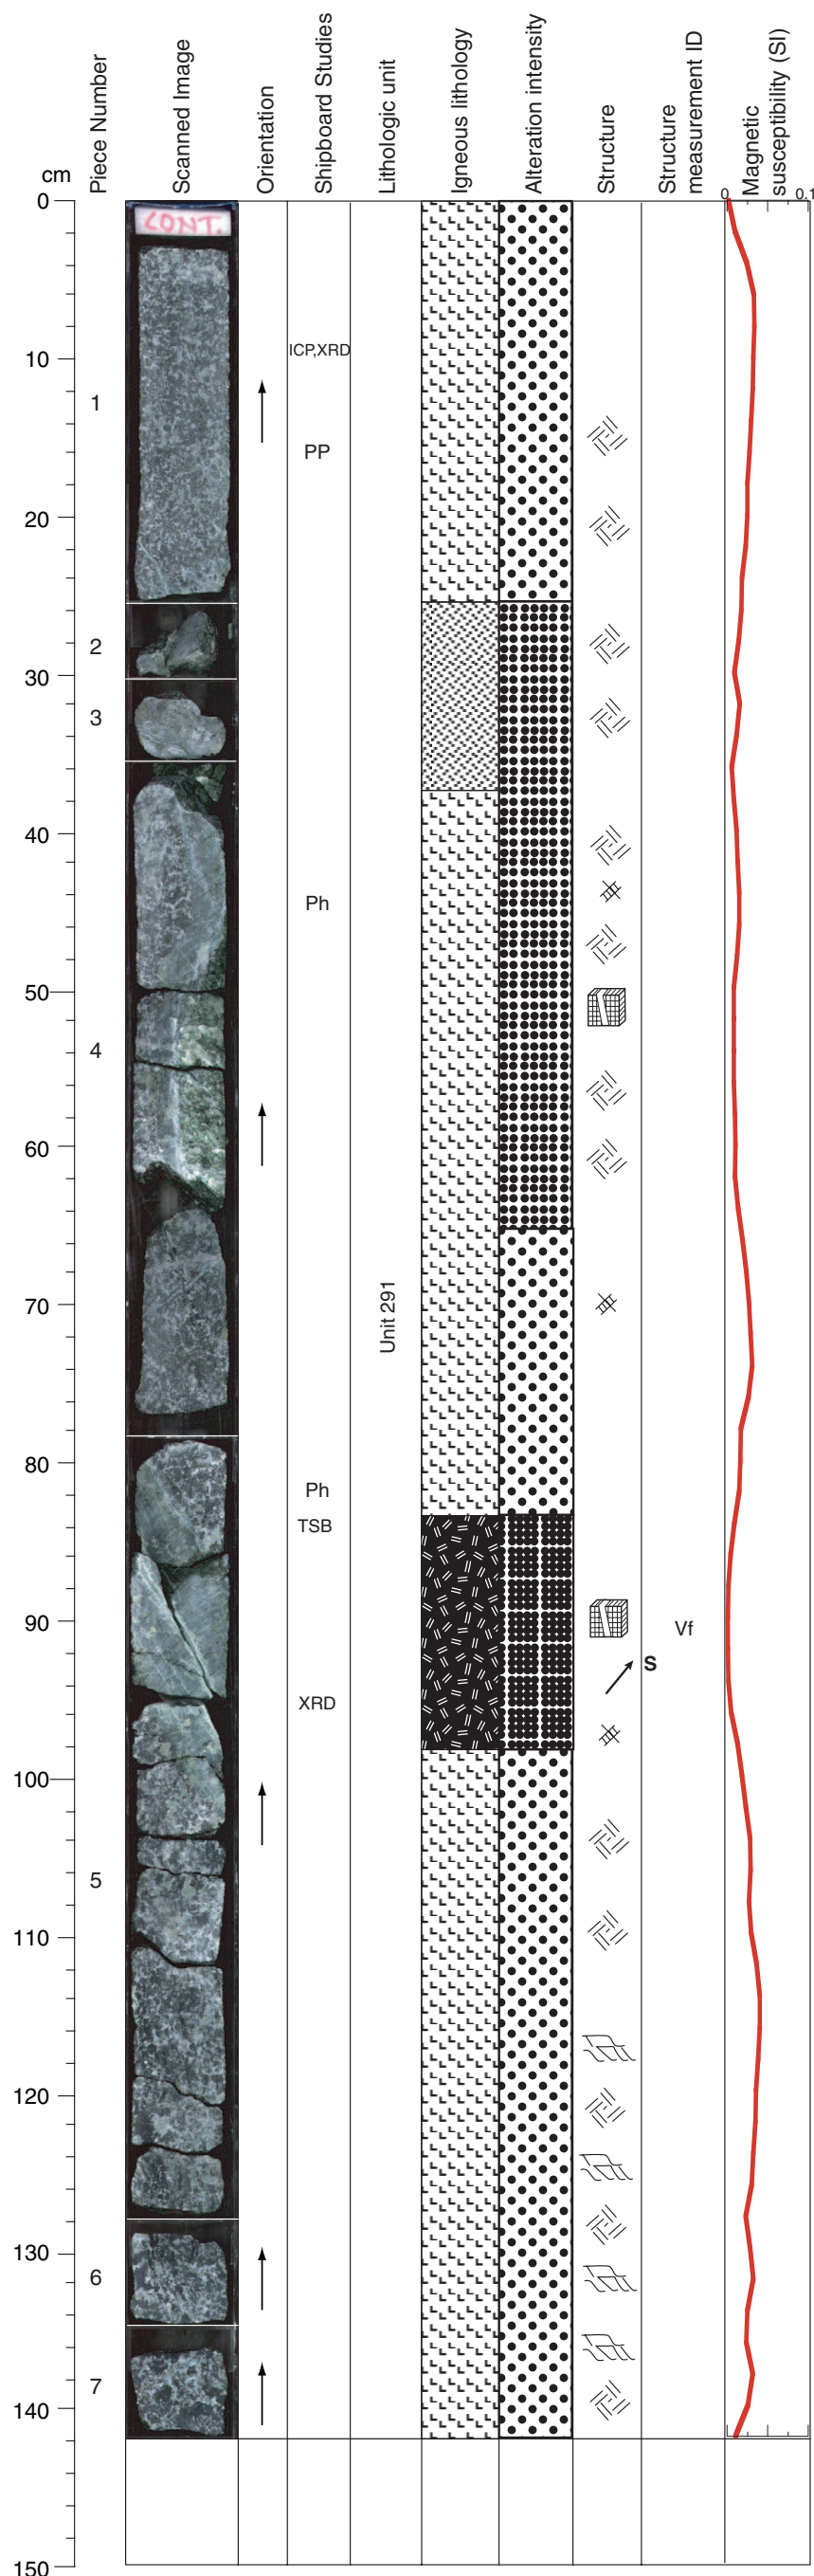 cm
Piece Number
Scanned Image
Orientation
Shipboard Studies
Lithologic unit
Igneous lithology
Alteration intensity
Structure
Structure
measurement ID
Magnetic
susceptibility (SI)
0
0.1
0
CONT.
ICP,XRD
10
1
PP
20
2
30
3
40
Ph
50
4
60
Unit 291
70
80
Ph
TSB
90
Vf
S
XRD
100
5
110
120
130
6
7
140
150